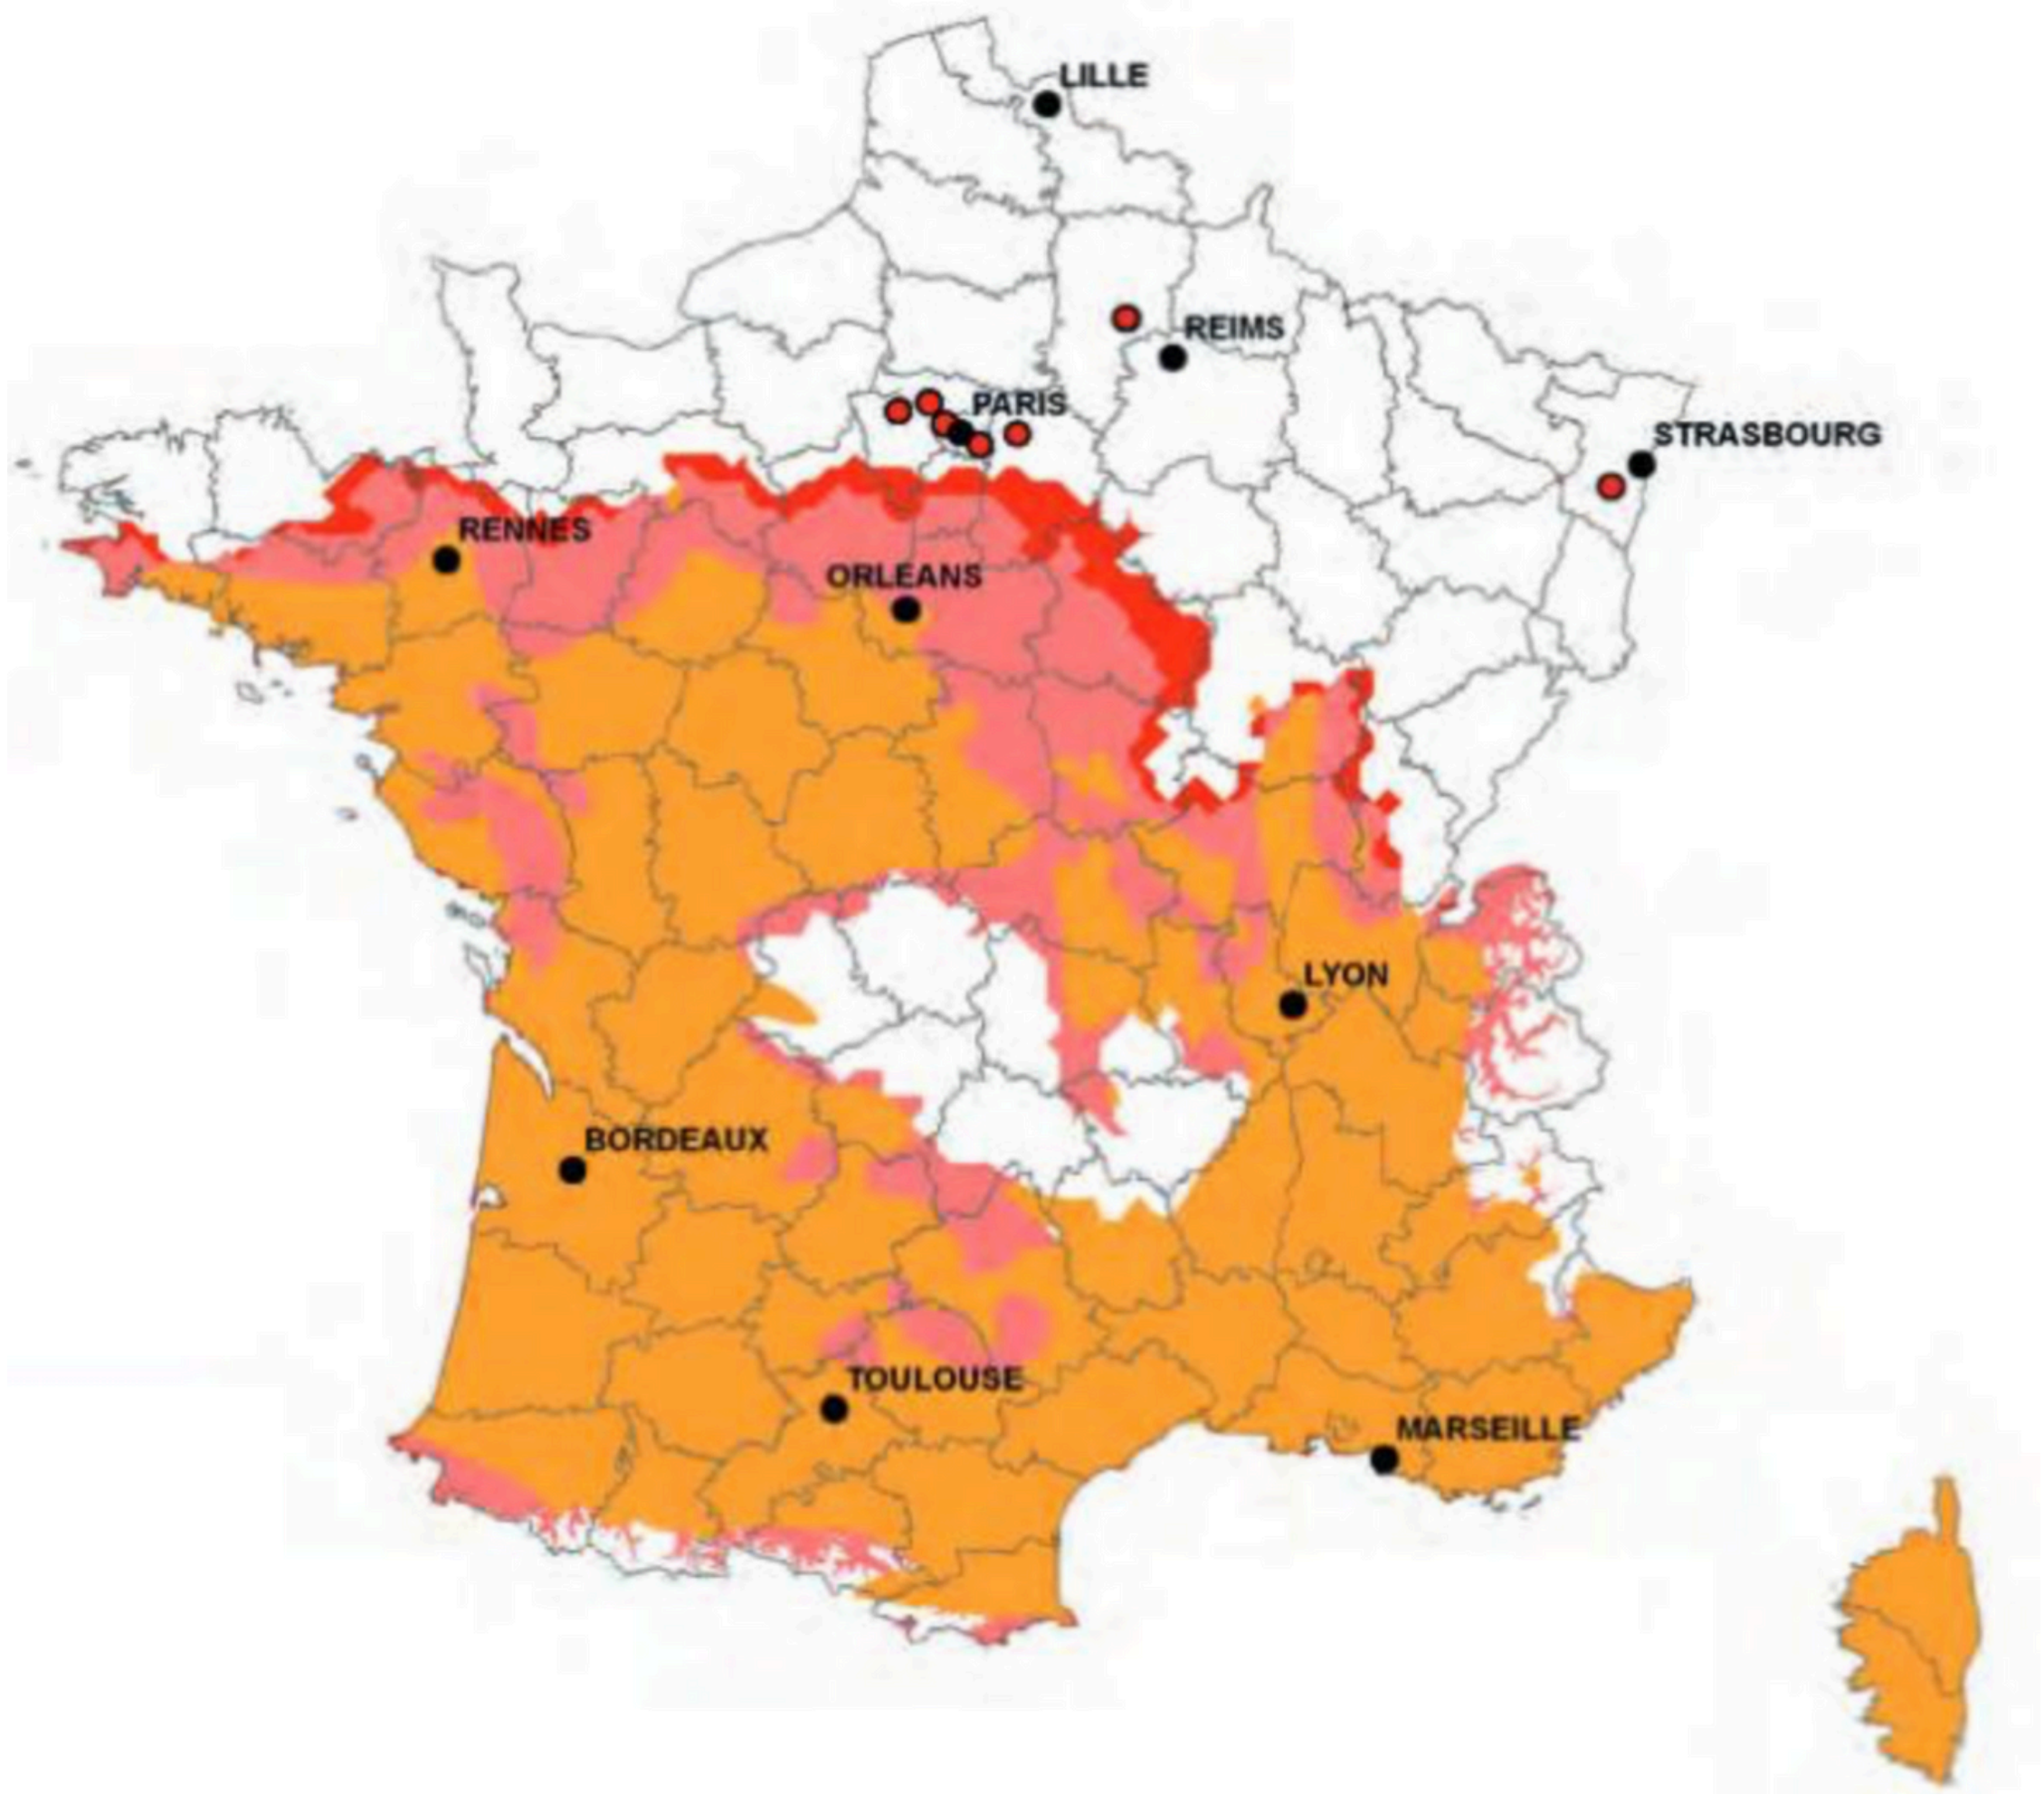 LILLE
REIMS
PARIS
STRASBOURG
RENNES
ORLEANS
LYON
BORDEAUX
TOULOUSE
MARSEILLE